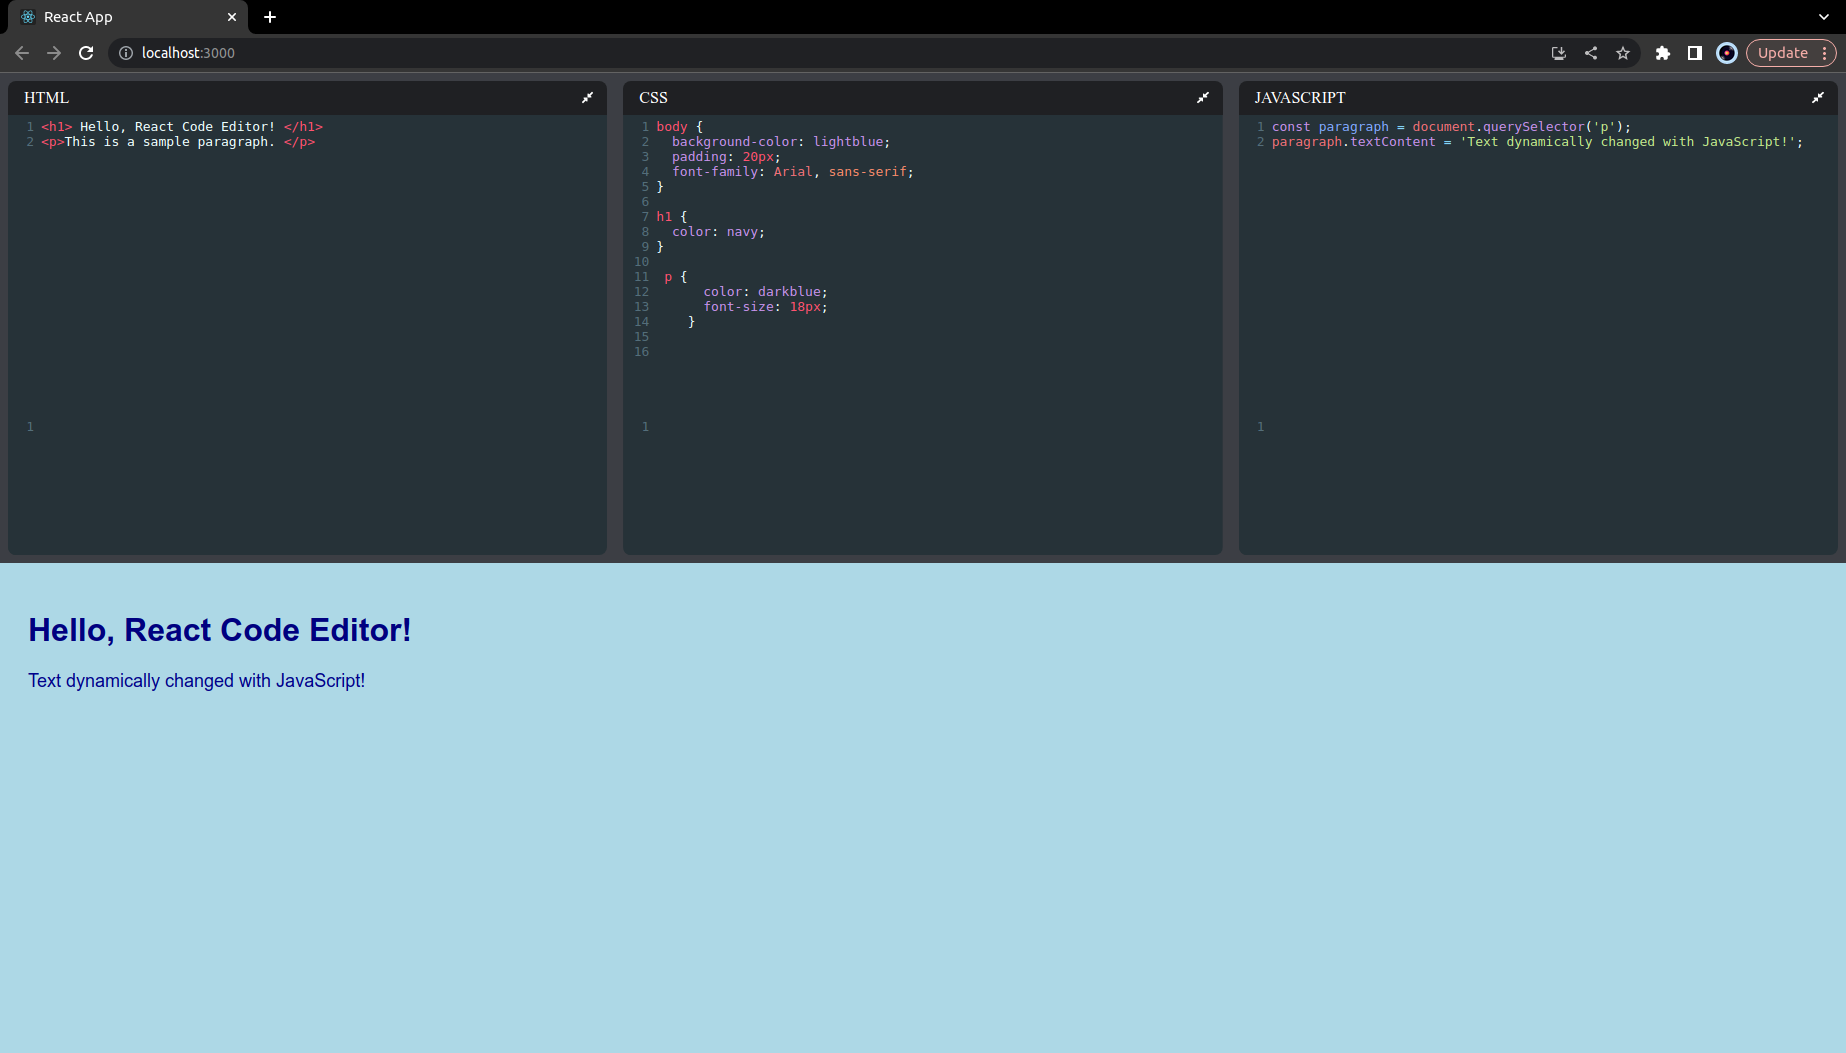 React App
localhost:3000
Update
HTML
1 <h1> Hello, React Code Editor! </h1>
2 <p>This is a sample paragraph. </p>
1
CSS
1 body {
2   background-color: lightblue;
3   padding: 20px;
4   font-family: Arial, sans-serif;
5 }
6
7 h1 {
8   color: navy;
9 }
10
11  p {
12       color: darkblue;
13       font-size: 18px;
14     }
15
16
1
JAVASCRIPT
1 const paragraph = document.querySelector('p');
2 paragraph.textContent = 'Text dynamically changed with JavaScript!';
1
Hello, React Code Editor!
Text dynamically changed with JavaScript!